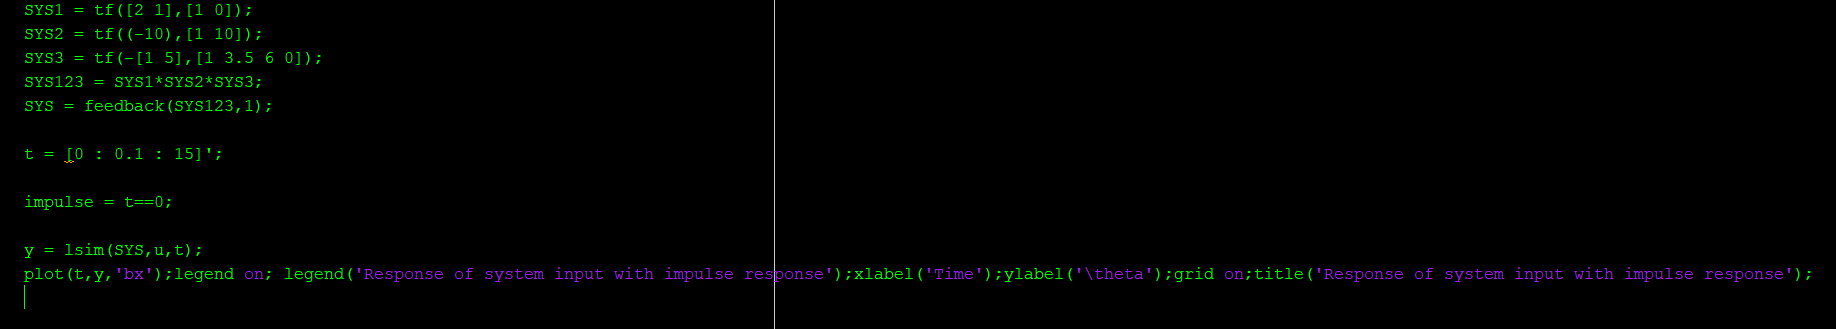 SYS1 = tf([2 1],[1 0]);
SYS2 = tf((-10),[1 10]);
SYS3 = tf(-[1 5],[1 3.5 6 0]);
SYS123 = SYS1*SYS2*SYS3;
SYS = feedback(SYS123,1);
t = [0 : 0.1 : 15]';
impulse = t==0;
y = lsim(SYS,u,t);
plot(t,y,'bx');legend on; legend('Response of system input with impulse response');xlabel('Time');ylabel('\theta');grid on;title('Response of system input with impulse response');